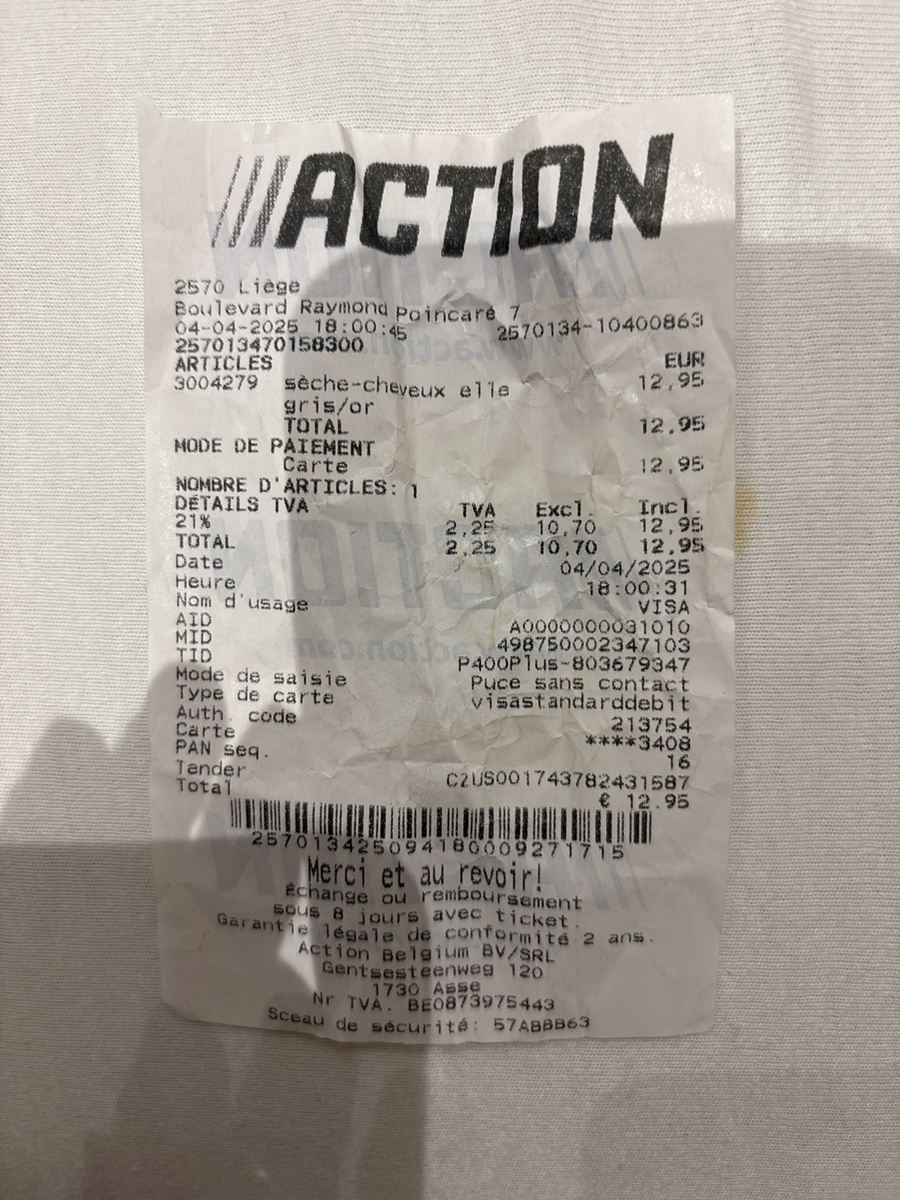 ///ACTION
2570 Liège
Boulevard Raymond Poincaré 7
04-04-2025 18:00:45 2570134-10400863
257013470158300
ARTICLES EUR
3004279 sèche-cheveux elle 12,95
gris/or
TOTAL 12,95
MODE DE PAIEMENT
Carte 12,95
NOMBRE D'ARTICLES: 1
DÉTAILS TVA TVA Excl. Incl.
21% 2,25 10,70 12,95
TOTAL 2,25 10,70 12,95
Date 04/04/2025
Heure 18:00:31
Nom d'usage VISA
AID A0000000031010
MID 498750002347103
TID P400Plus-803679347
Mode de saisie Puce sans contact
Type de carte visastandarddebit
Auth. code 213754
Carte ****3408
PAN seq. 16
Tender CZUS001743782431587
Total € 12.95
257013425094180009271715
Merci et au revoir!
Échange ou remboursement
sous 8 jours avec ticket.
Garantie légale de conformité 2 ans.
Action Belgium BV/SRL
Gentsesteenweg 120
1730 Asse
Nr TVA. BE0873975443
Sceau de sécurité: 57ABBB63